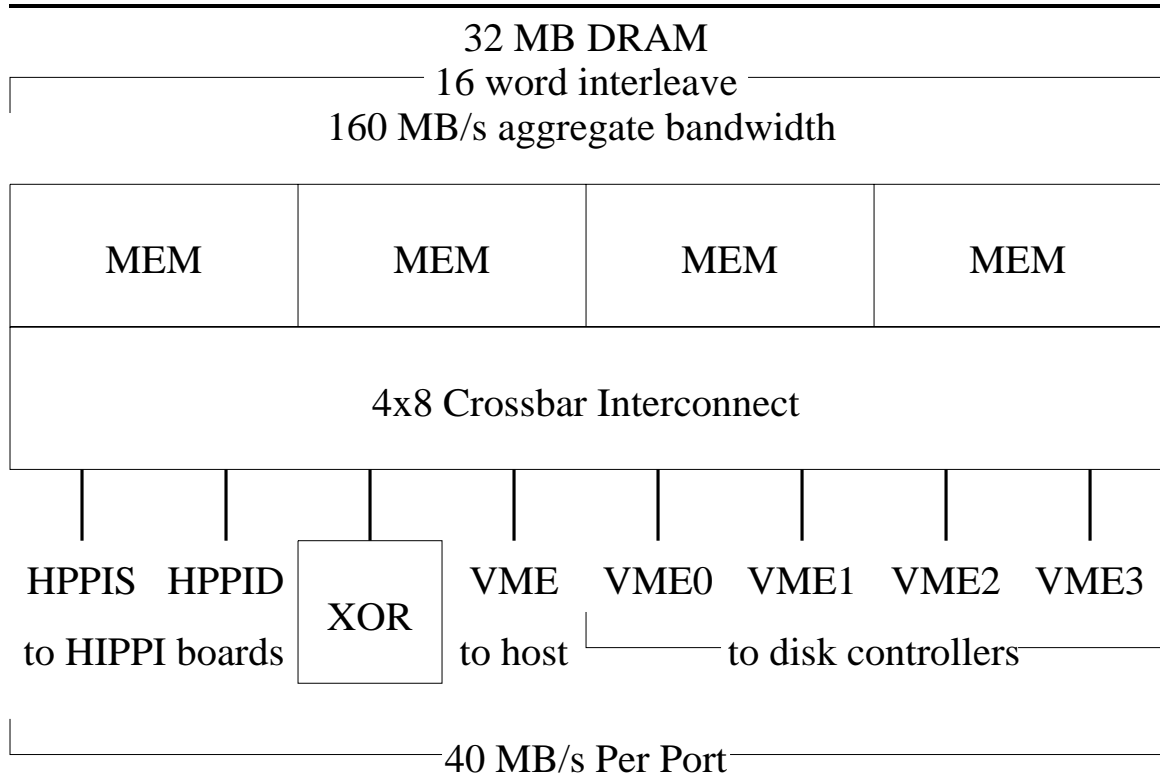 32 MB DRAM
16 word interleave
160 MB/s aggregate bandwidth
MEM MEM MEM MEM
4x8 Crossbar Interconnect
HPPIS HPPID XOR VME VME0 VME1 VME2 VME3
to HIPPI boards to host to disk controllers
40 MB/s Per Port